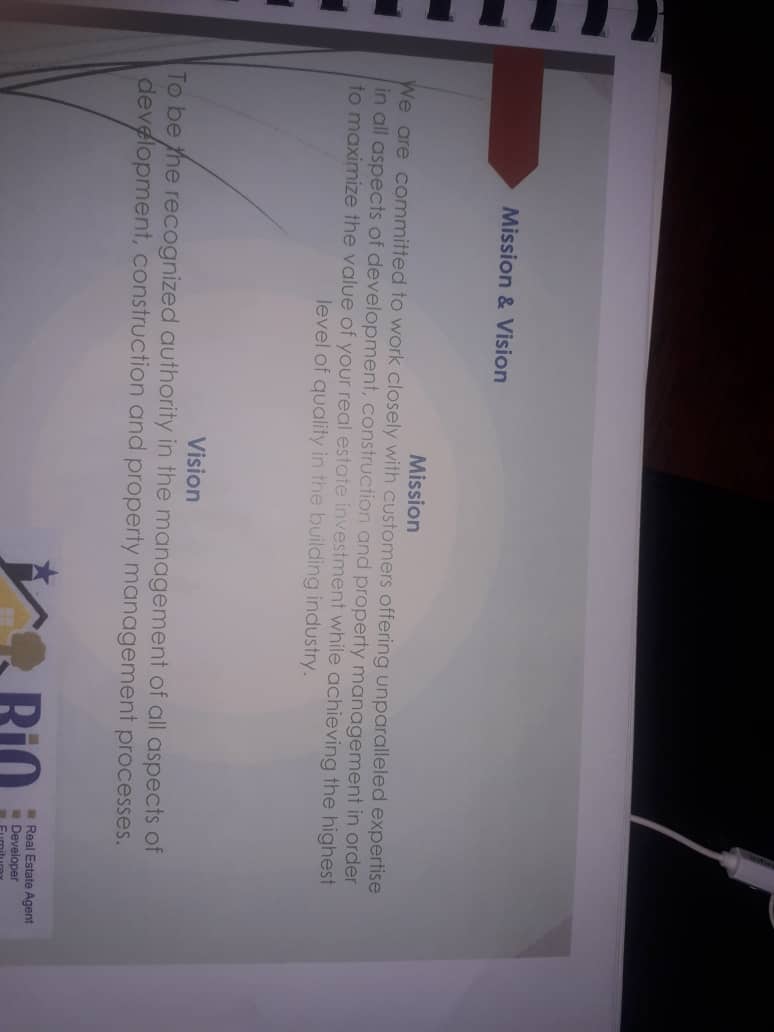 Mission & Vision
Mission
We are committed to work closely with customers offering unparalleled expertise
in all aspects of development, construction and property management in order
to maximize the value of your real estate investment while achieving the highest
level of quality in the building industry.
Vision
To be the recognized authority in the management of all aspects of
development, construction and property management processes.
RiO
Real Estate Agent
Developer